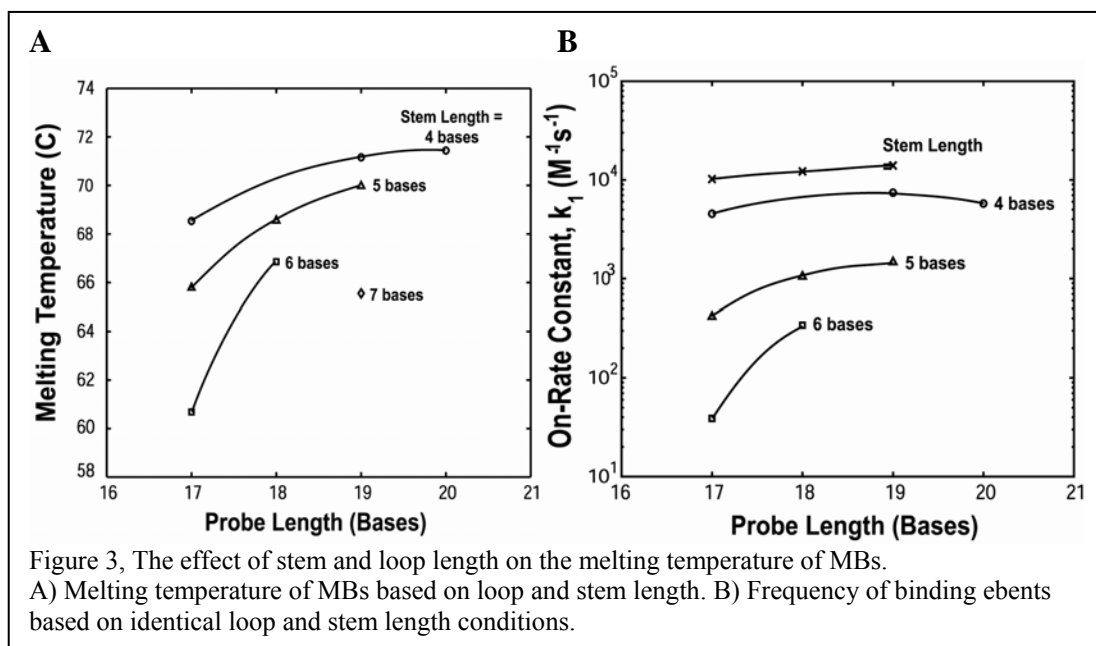 A
B
74
72
70
68
66
64
62
60
58
Melting Temperature (C)
Stem Length =
4 bases
5 bases
6 bases
7 bases
16 17 18 19 20 21
Probe Length (Bases)
10^5
10^4
10^3
10^2
10^1
On-Rate Constant, k_1 (M^-1s^-1)
Stem Length
4 bases
5 bases
6 bases
16 17 18 19 20 21
Probe Length (Bases)
Figure 3, The effect of stem and loop length on the melting temperature of MBs.
A) Melting temperature of MBs based on loop and stem length. B) Frequency of binding ebents
based on identical loop and stem length conditions.